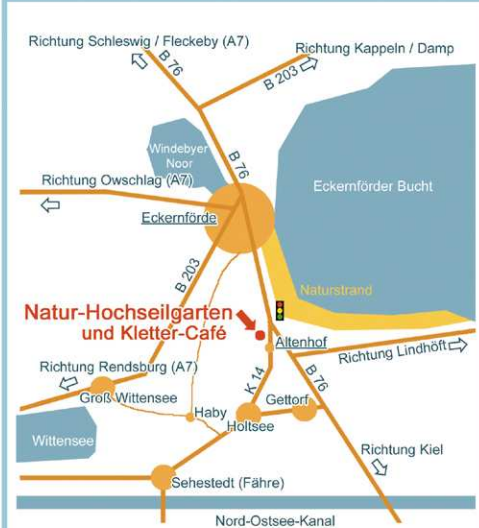 Richtung Schleswig / Fleckeby (A7)
B 76
Richtung Kappeln / Damp
B 203
Windebyer
Noor
B 76
Eckernförder Bucht
Richtung Owschlag (A7)
Eckernförde
B 203
Naturstrand
Natur-Hochseilgarten
und Kletter-Café
Altenhof
Richtung Lindhöft
Richtung Rendsburg (A7)
K 14
B 76
Groß Wittensee
Gettorf
Haby
Holtsee
Wittensee
Richtung Kiel
Sehestedt (Fähre)
Nord-Ostsee-Kanal